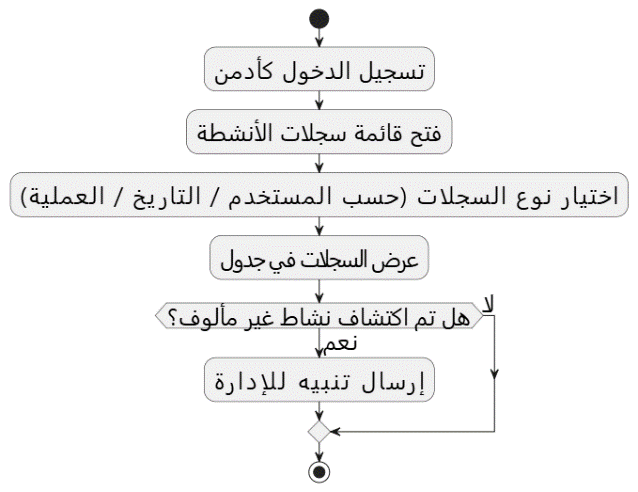 تسجيل الدخول كأدمن
فتح قائمة سجلات الأنشطة
اختيار نوع السجلات (حسب المستخدم / التاريخ / العملية)
عرض السجلات في جدول
هل تم اكتشاف نشاط غير مألوف؟
لا
نعم
إرسال تنبيه للإدارة